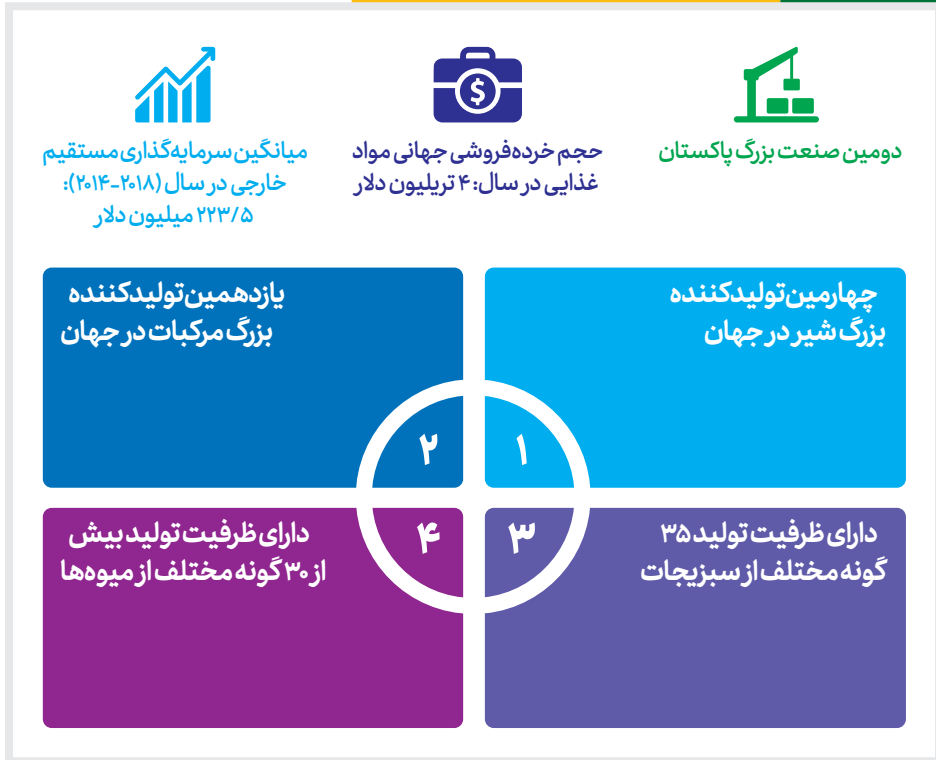 دومین صنعت بزرگ پاکستان
حجم خرده‌فروشی جهانی مواد
غذایی در سال: ۴ تریلیون دلار
میانگین سرمایه‌گذاری مستقیم
خارجی در سال (۲۰۱۸-۲۰۱۴):
۲۲۳/۵ میلیون دلار
چهارمین تولیدکننده
بزرگ شیر در جهان
۱
یازدهمین تولیدکننده
بزرگ مرکبات در جهان
۲
دارای ظرفیت تولید ۳۵
گونه مختلف از سبزیجات
۳
دارای ظرفیت تولید بیش
از ۳۰ گونه مختلف از میوه‌ها
۴
$